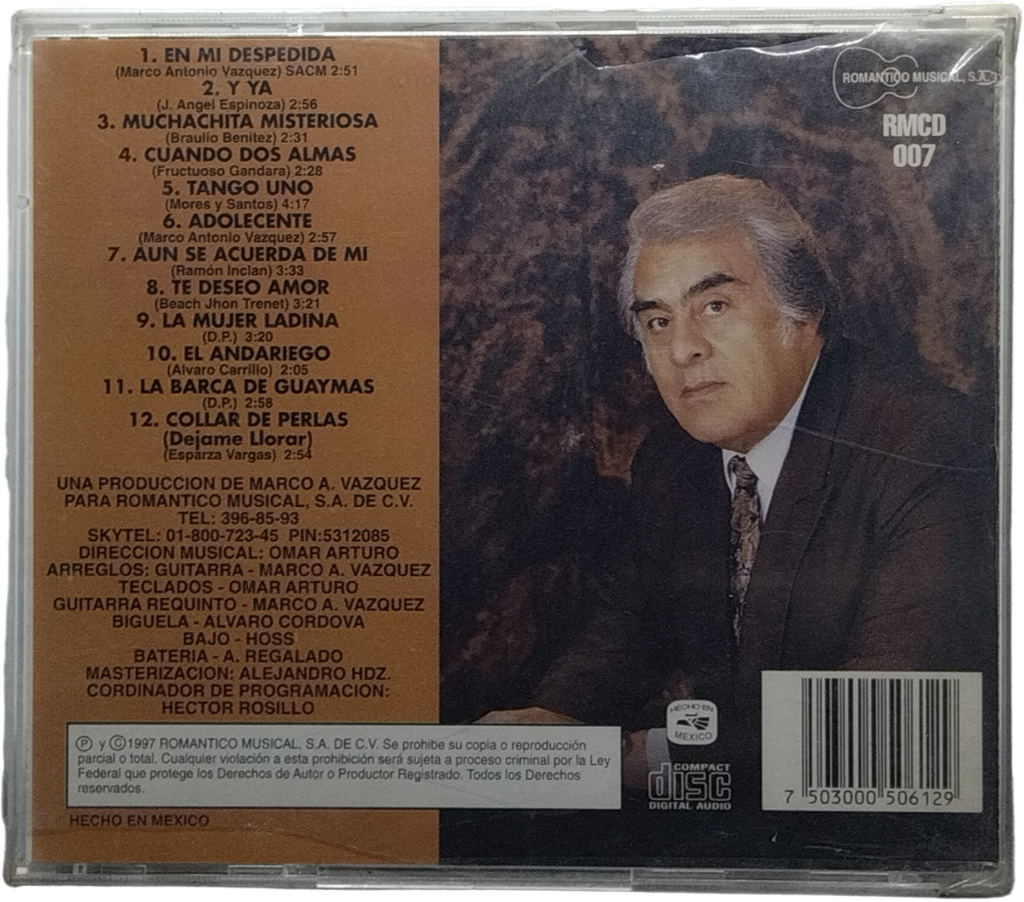 1. EN MI DESPEDIDA
(Marco Antonio Vazquez) SACM 2:51
2. Y YA
(J. Angel Espinoza) 2:56
3. MUCHACHITA MISTERIOSA
(Braulio Benitez) 2:31
4. CUANDO DOS ALMAS
(Fructuoso Gandara) 2:28
5. TANGO UNO
(Mores y Santos) 4:17
6. ADOLECENTE
(Marco Antonio Vazquez) 2:57
7. AUN SE ACUERDA DE MI
(Ramón Inclan) 3:33
8. TE DESEO AMOR
(Beach Jhon Trenet) 3:21
9. LA MUJER LADINA
(D.P.) 3:20
10. EL ANDARIEGO
(Alvaro Carrillo) 2:05
11. LA BARCA DE GUAYMAS
(D.P.) 2:58
12. COLLAR DE PERLAS
(Dejame Llorar)
(Esparza Vargas) 2:54
UNA PRODUCCION DE MARCO A. VAZQUEZ
PARA ROMANTICO MUSICAL, S.A. DE C.V.
TEL: 396-85-93
SKYTEL: 01-800-723-45 PIN:5312085
DIRECCION MUSICAL: OMAR ARTURO
ARREGLOS: GUITARRA - MARCO A. VAZQUEZ
TECLADOS - OMAR ARTURO
GUITARRA REQUINTO - MARCO A. VAZQUEZ
BIGUELA - ALVARO CORDOVA
BAJO - HOSS
BATERIA - A. REGALADO
MASTERIZACION: ALEJANDRO HDZ.
CORDINADOR DE PROGRAMACION:
HECTOR ROSILLO
Ⓟ y Ⓒ1997 ROMANTICO MUSICAL, S.A. DE C.V. Se prohibe su copia o reproducción
parcial o total. Cualquier violación a esta prohibición será sujeta a proceso criminal por la Ley
Federal que protege los Derechos de Autor o Productor Registrado. Todos los Derechos
reservados.
HECHO EN MEXICO
ROMANTICO MUSICAL, S.A.
RMCD
007
HECHO EN
MEXICO
COMPACT
disc
DIGITAL AUDIO
7 503000 506129